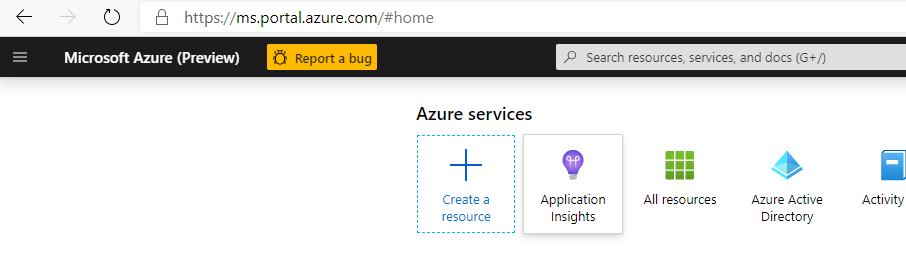 https://ms.portal.azure.com/#home
Microsoft Azure (Preview)
Report a bug
Search resources, services, and docs (G+/)
Azure services
Create a
resource
Application
Insights
All resources
Azure Active
Directory
Activity